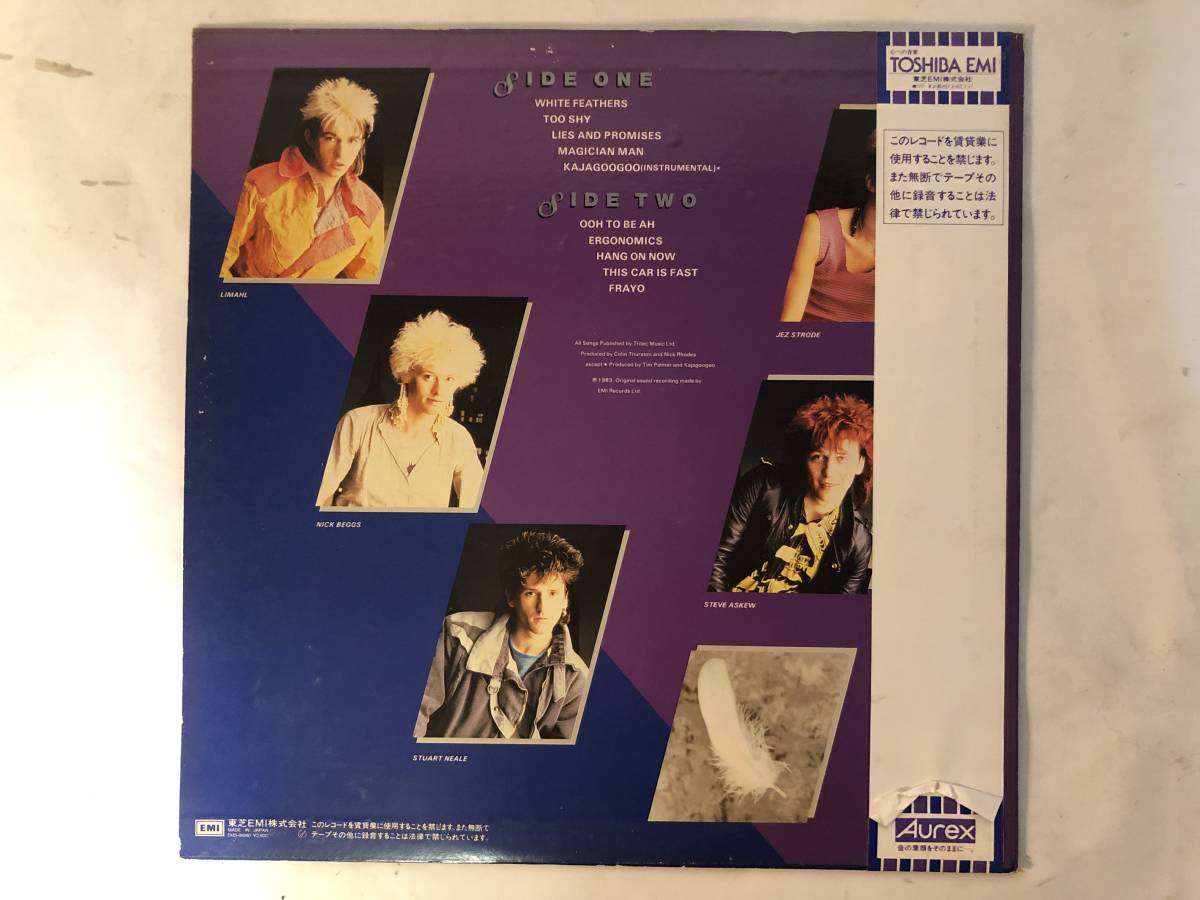 SIDE ONE
WHITE FEATHERS
TOO SHY
LIES AND PROMISES
MAGICIAN MAN
KAJAGOOGOO (INSTRUMENTAL)*
SIDE TWO
OOH TO BE AH
ERGONOMICS
HANG ON NOW
THIS CAR IS FAST
FRAYO
All Songs Published by Tritec Music Ltd.
Produced by Colin Thurston and Nick Rhodes
except * Produced by Tim Palmer and Kajagoogoo
℗ 1983 Original sound recording made by
EMI Records Ltd.
LIMAHL
NICK BEGGS
STUART NEALE
JEZ STRODE
STEVE ASKEW
TOSHIBA EMI
東芝EMI株式会社
このレコードを賃貸業に
使用することを禁じます。
また無断でテープその
他に録音することは法
律で禁じられています。
Aurex
音の素顔をそのままに―。
EMI
東芝EMI株式会社
MADE IN JAPAN
このレコードを賃貸業に使用することを禁じます。また無断で
テープその他に録音することは法律で禁じられています。